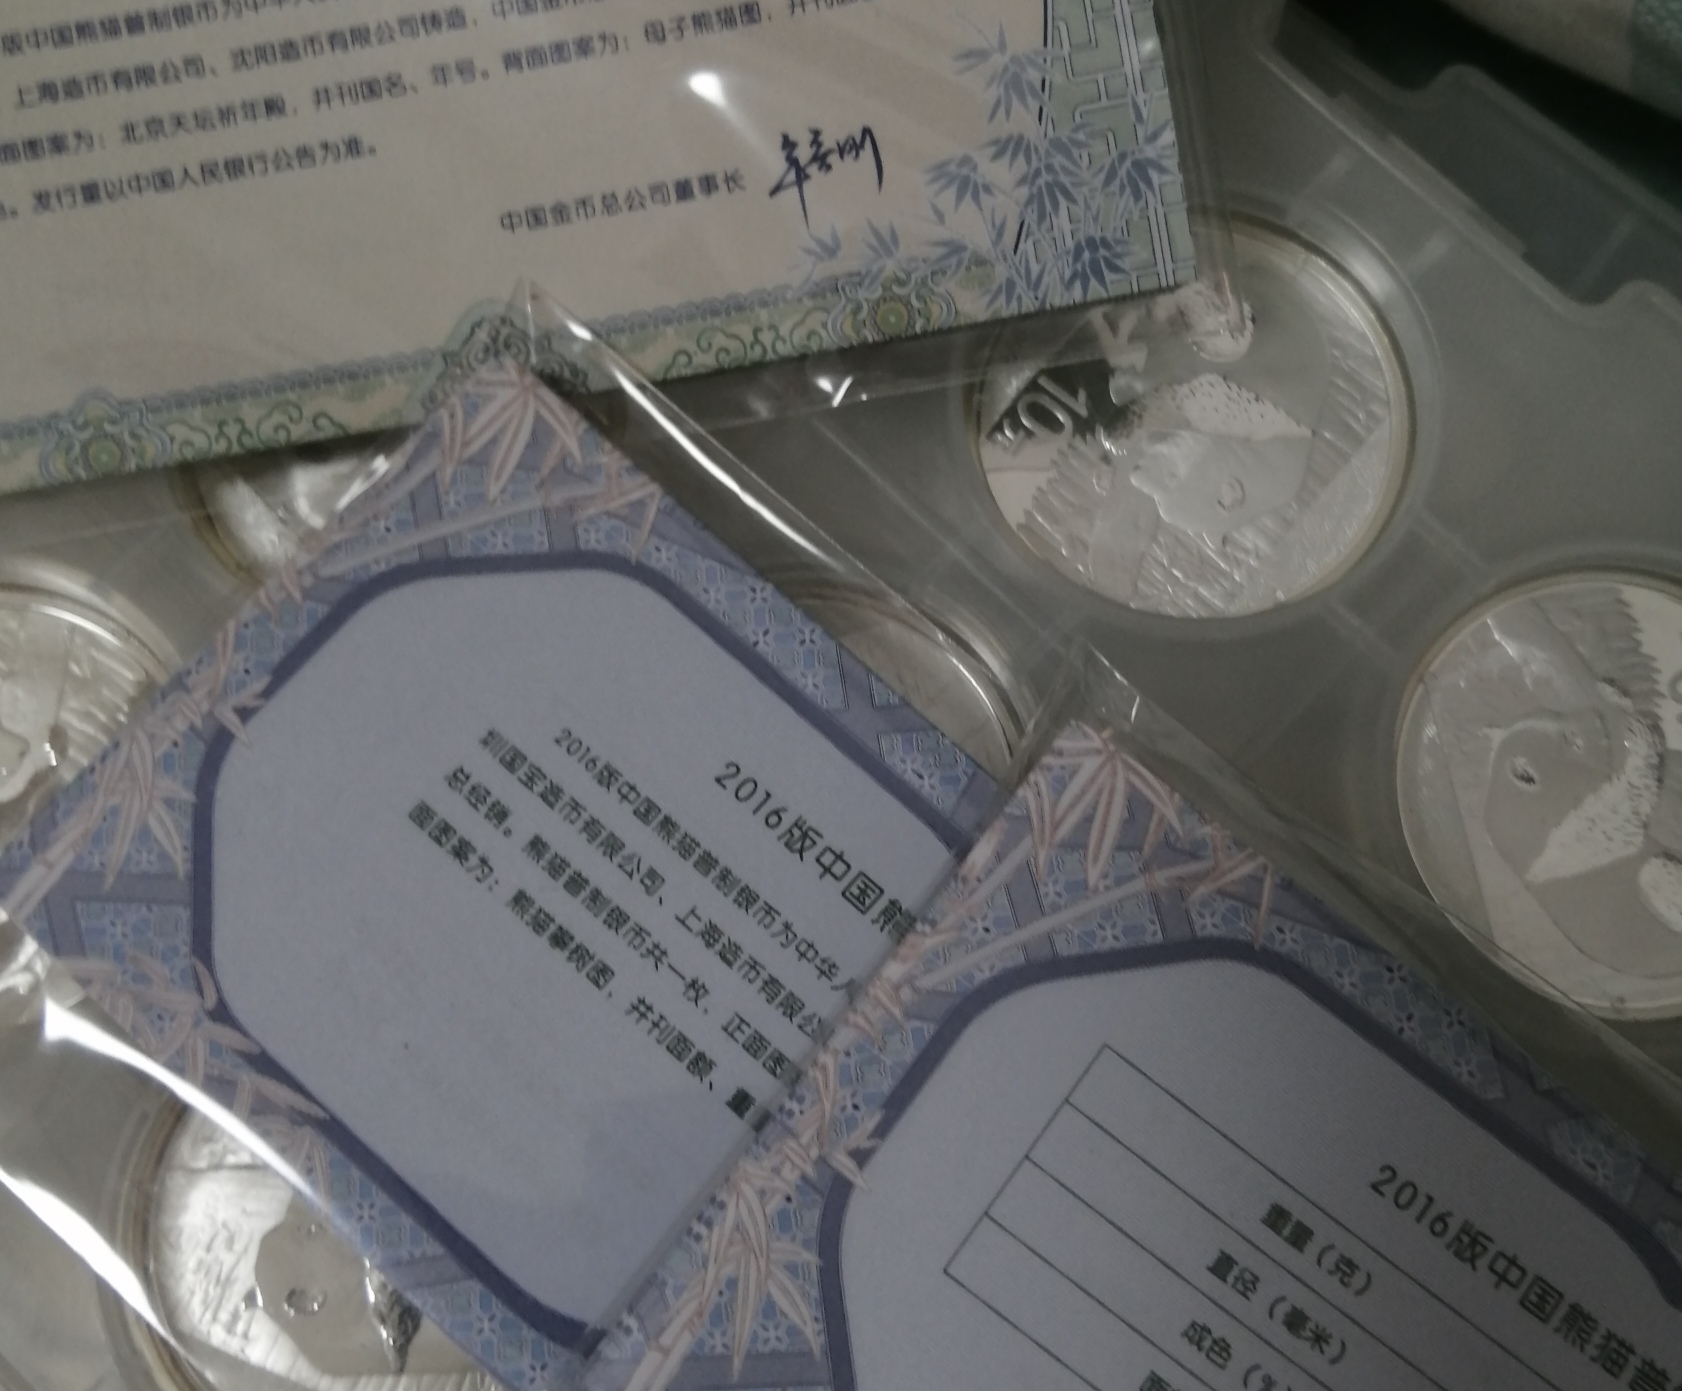 版中国熊猫普制银币为中华人
上海造币有限公司、沈阳造币有限公司铸造，中国金币总
面图案为：北京天坛祈年殿，并刊国名、年号。背面图案为：母子熊猫图，并刊
。发行量以中国人民银行公告为准。
中国金币总公司董事长
10元
2016版中国熊
2016版中国熊猫普制银币为中华人
圳国宝造币有限公司、上海造币有限公
总经销。熊猫普制银币共一枚，正面图
面图案为：熊猫攀树图，并刊面额、重
2016版中国熊猫普
重量（克）
直径（毫米）
成色（%